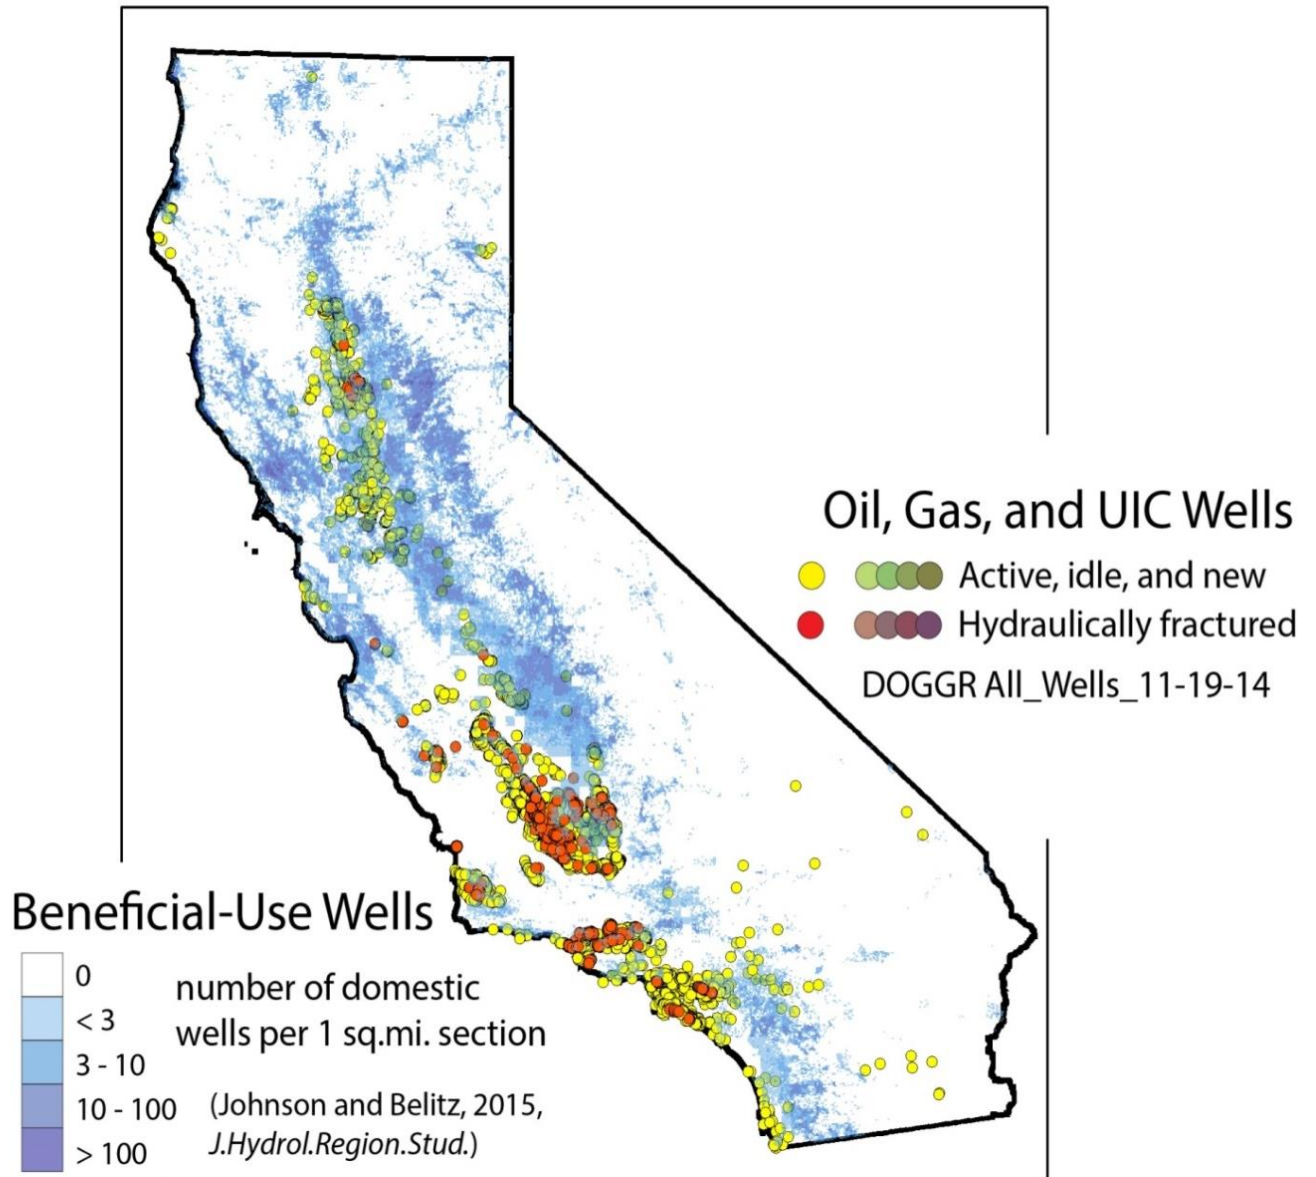 Oil, Gas, and UIC Wells
Active, idle, and new
Hydraulically fractured
DOGGR All_Wells_11-19-14
Beneficial-Use Wells
0
< 3
3 - 10
10 - 100
> 100
number of domestic
wells per 1 sq.mi. section
(Johnson and Belitz, 2015,
J.Hydrol.Region.Stud.)